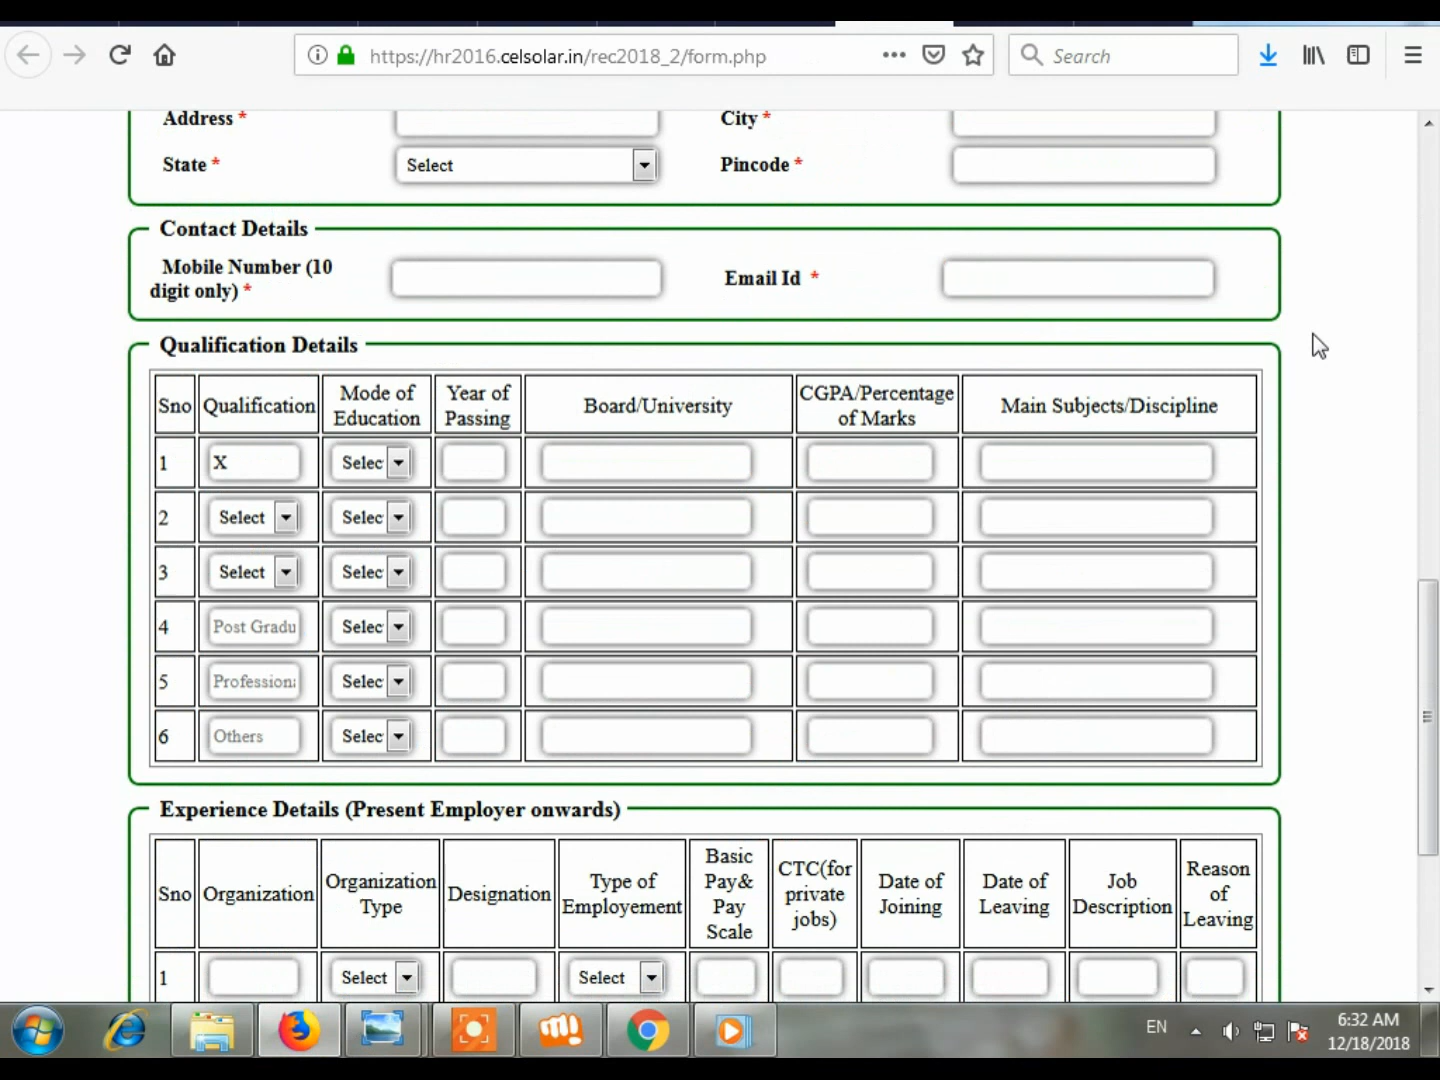 https://hr2016.celsolar.in/rec2018_2/form.php
Search
Address *
City *
State *
Select
Pincode *
Contact Details
Mobile Number (10
digit only) *
Email Id *
Qualification Details
Sno
Qualification
Mode of
Education
Year of
Passing
Board/University
CGPA/Percentage
of Marks
Main Subjects/Discipline
1
X
Selec
2
Select
Selec
3
Select
Selec
4
Post Gradu
Selec
5
Profession
Selec
6
Others
Selec
Experience Details (Present Employer onwards)
Sno
Organization
Organization
Type
Designation
Type of
Employement
Basic
Pay&
Pay
Scale
CTC(for
private
jobs)
Date of
Joining
Date of
Leaving
Job
Description
Reason
of
Leaving
1
Select
Select
EN
6:32 AM
12/18/2018